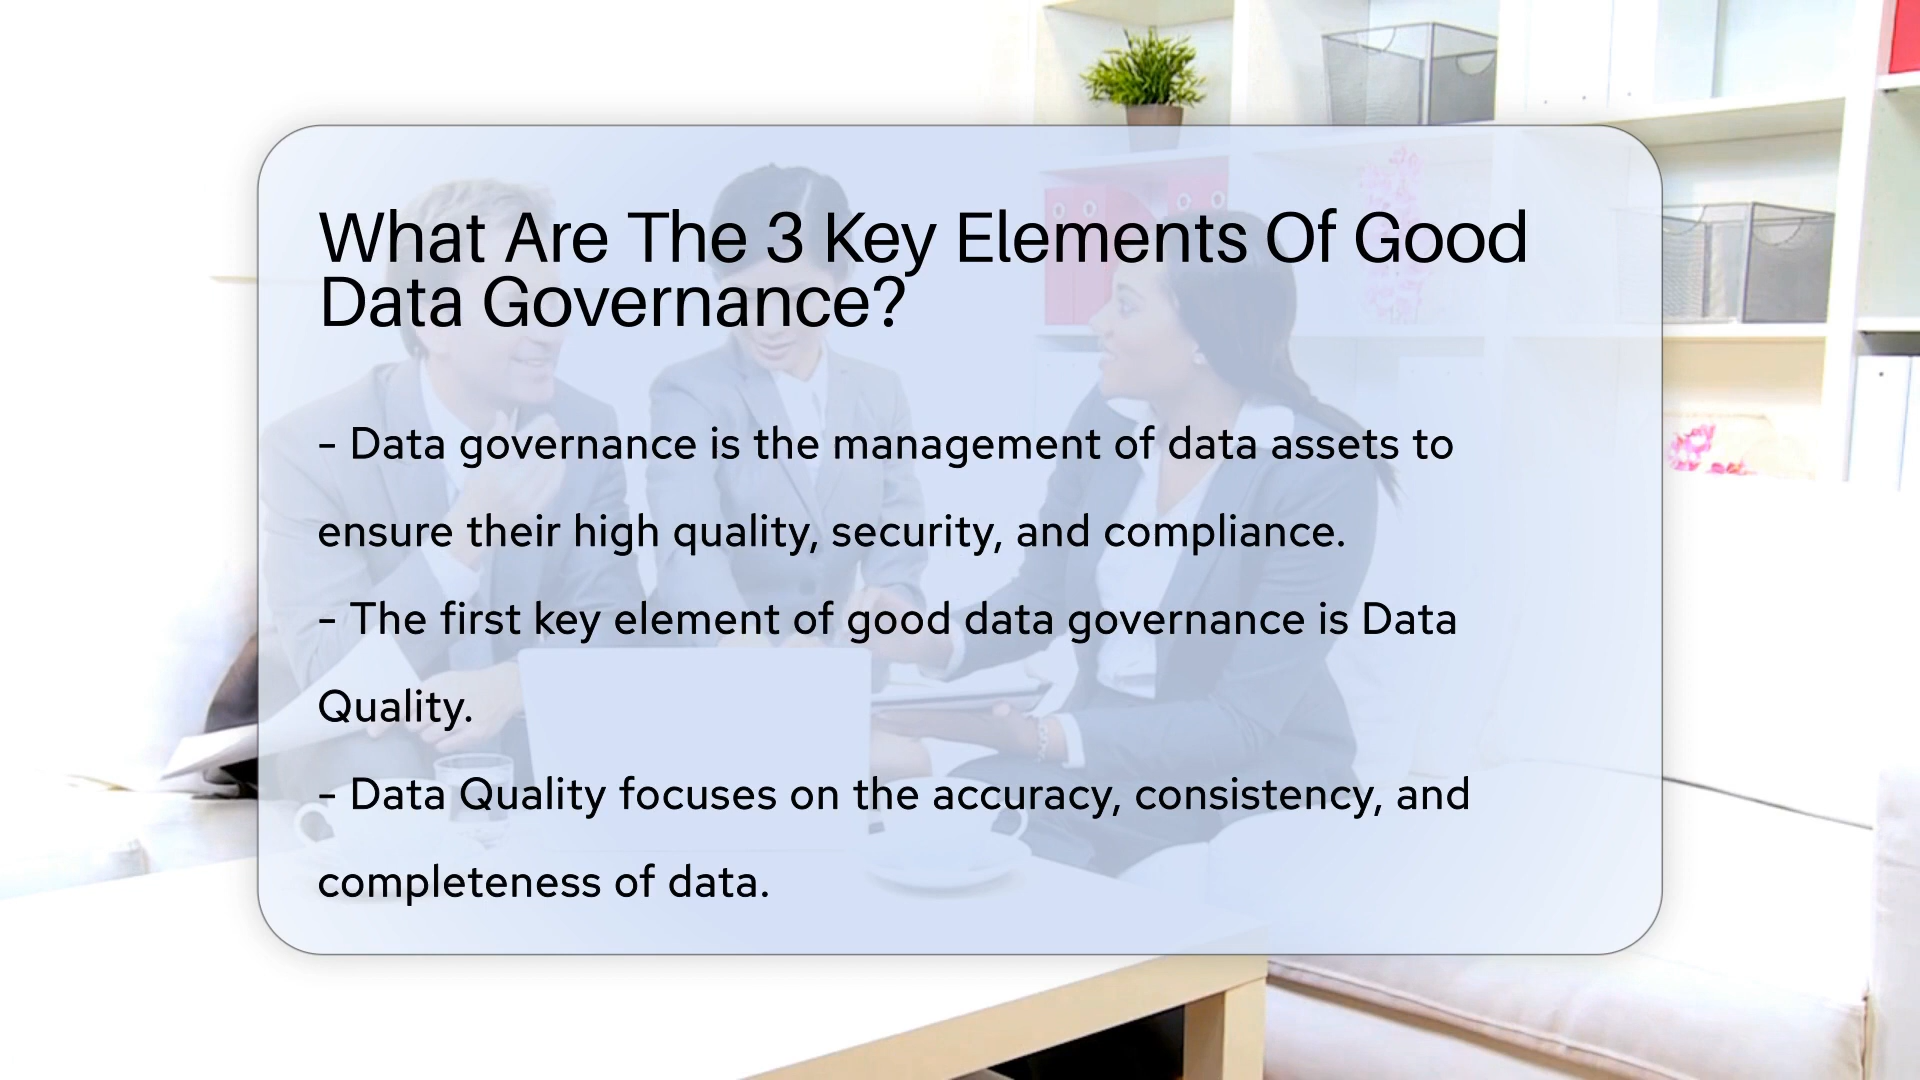 What Are The 3 Key Elements Of Good
Data Governance?
- Data governance is the management of data assets to
ensure their high quality, security, and compliance.
- The first key element of good data governance is Data
Quality.
- Data Quality focuses on the accuracy, consistency, and
completeness of data.